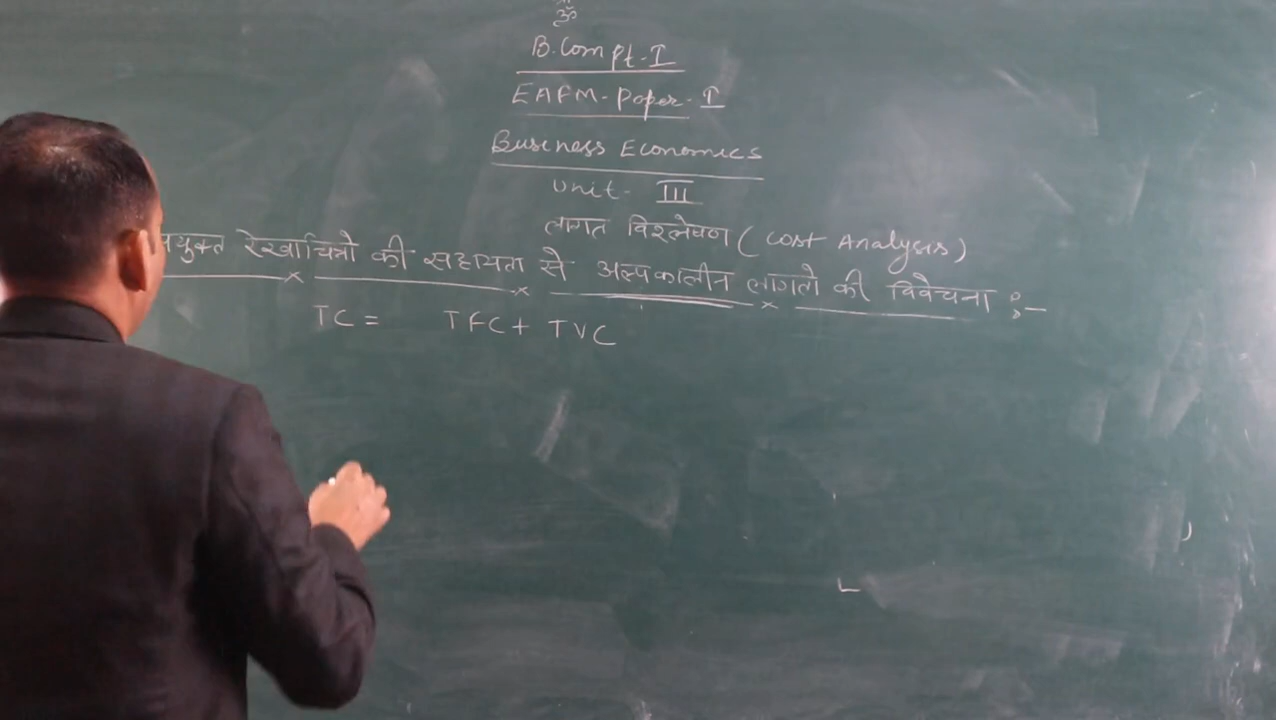 ॐ
B.Com pt-I
EAFM-Paper-I
Business Economics
Unit- III
लागत विश्लेषण (Cost Analysis)
रेखाचित्रो की सहायता से अल्पकालीन लागतो की विवेचना :-
TC = TFC + TVC